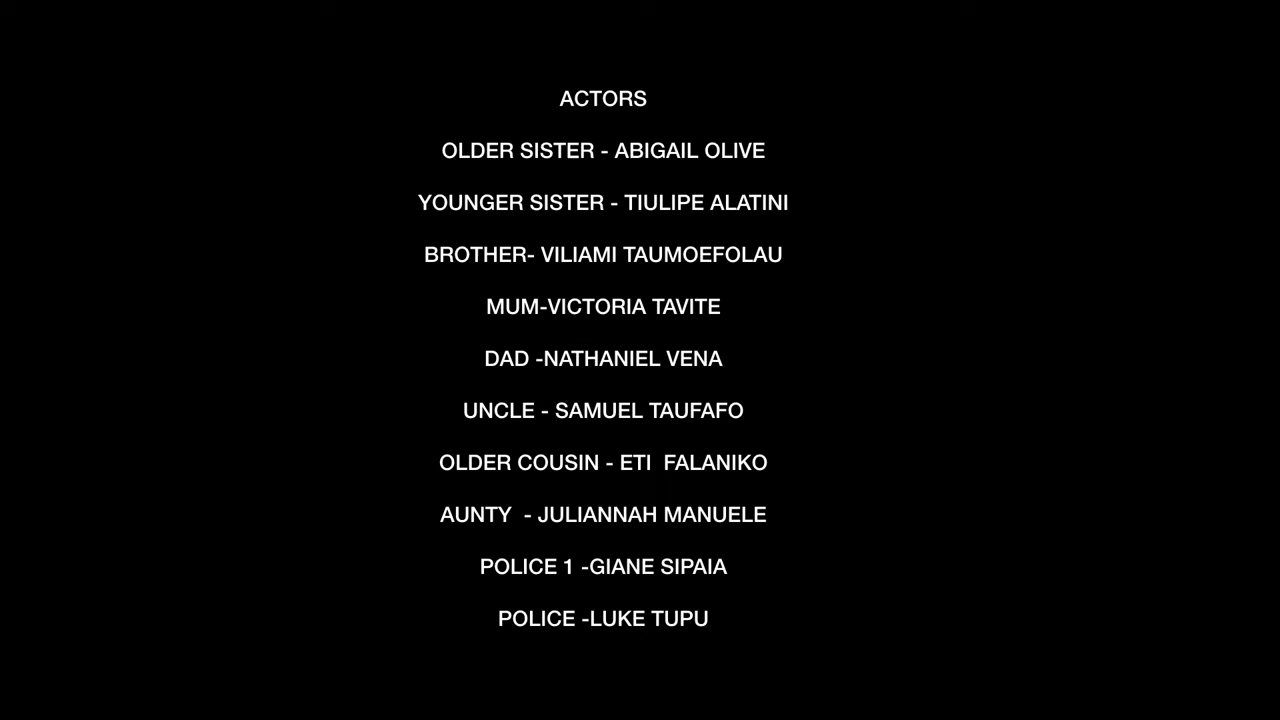 ACTORS
OLDER SISTER - ABIGAIL OLIVE
YOUNGER SISTER - TIULIPE ALATINI
BROTHER- VILIAMI TAUMOEFOLAU
MUM-VICTORIA TAVITE
DAD -NATHANIEL VENA
UNCLE - SAMUEL TAUFAFO
OLDER COUSIN - ETI  FALANIKO
AUNTY  - JULIANNAH MANUELE
POLICE 1 -GIANE SIPAIA
POLICE -LUKE TUPU